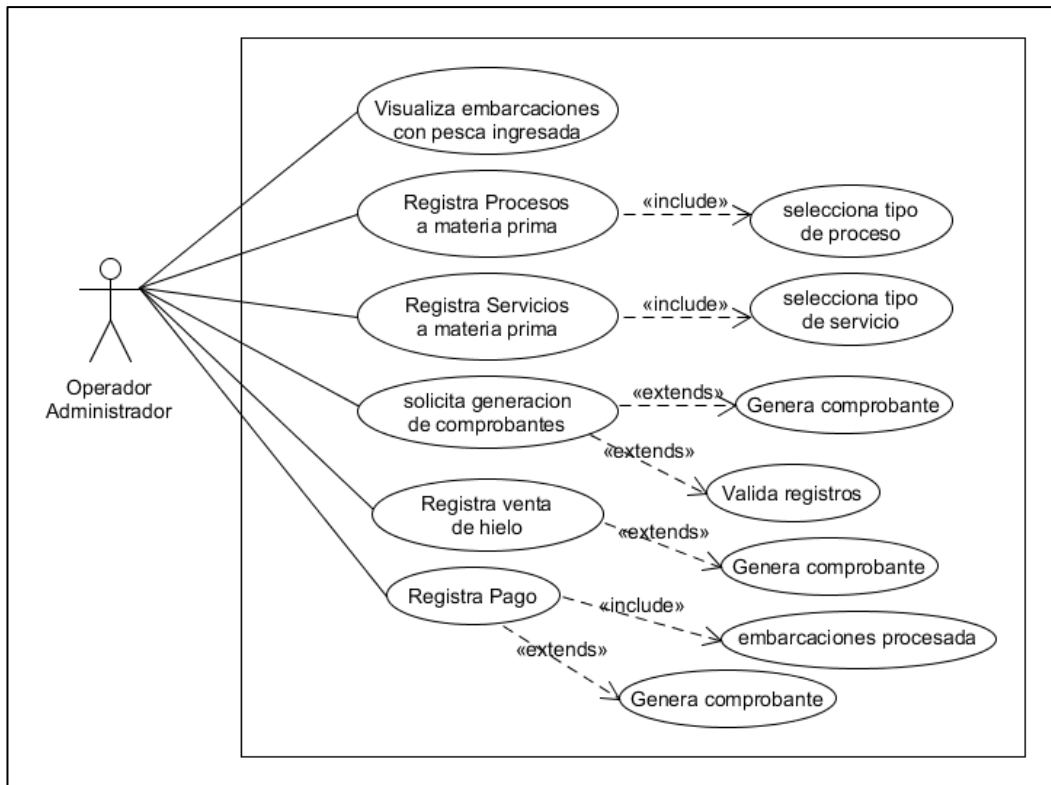 Visualiza embarcaciones
con pesca ingresada
Registra Procesos
a materia prima
«include»
selecciona tipo
de proceso
Registra Servicios
a materia prima
«include»
selecciona tipo
de servicio
Operador
Administrador
solicita generacion
de comprobantes
«extends»
Genera comprobante
«extends»
Valida registros
Registra venta
de hielo
«extends»
Genera comprobante
Registra Pago
«include»
embarcaciones procesada
«extends»
Genera comprobante